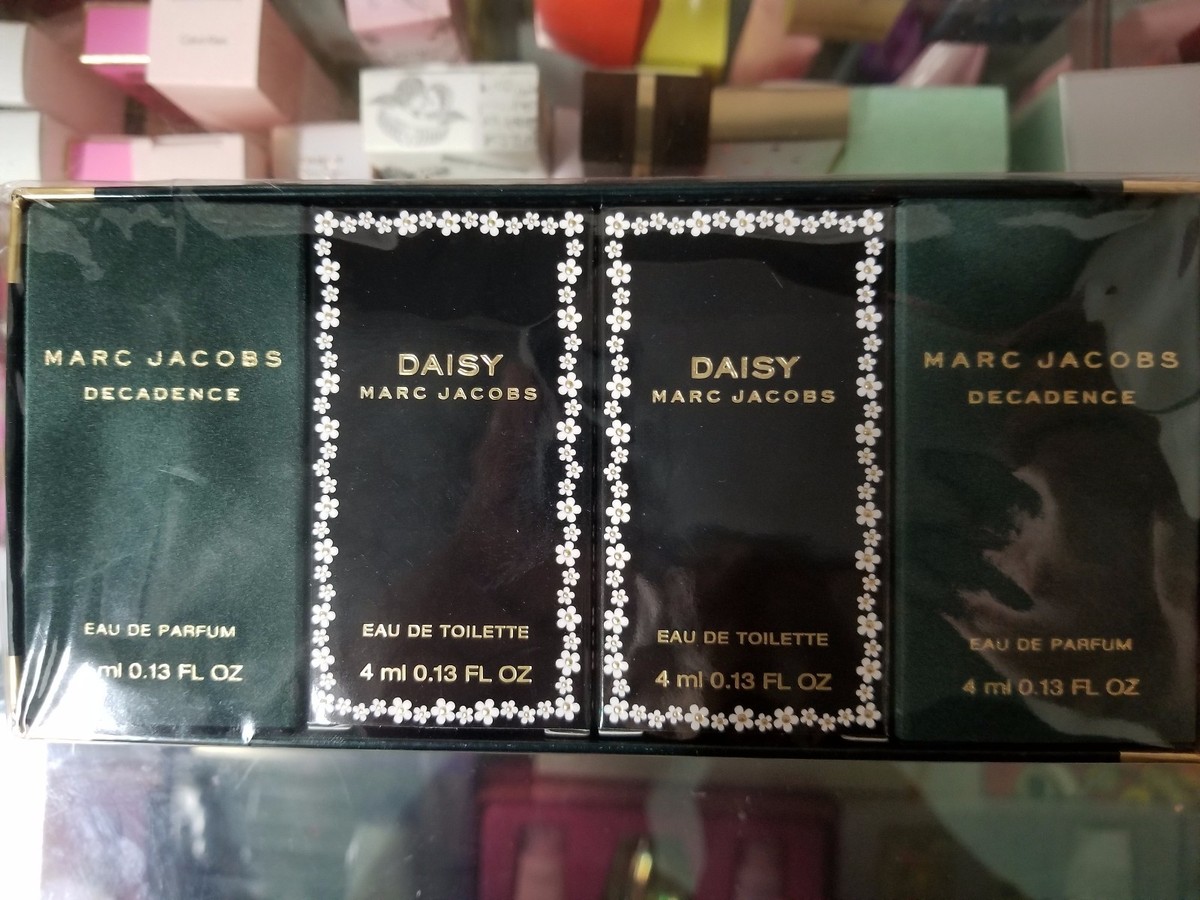 MARC JACOBS
DECADENCE
EAU DE PARFUM
ml 0.13 FL OZ
DAISY
MARC JACOBS
EAU DE TOILETTE
4 ml 0.13 FL OZ
DAISY
MARC JACOBS
EAU DE TOILETTE
4 ml 0.13 FL OZ
MARC JACOBS
DECADENCE
EAU DE PARFUM
4 ml 0.13 FL OZ